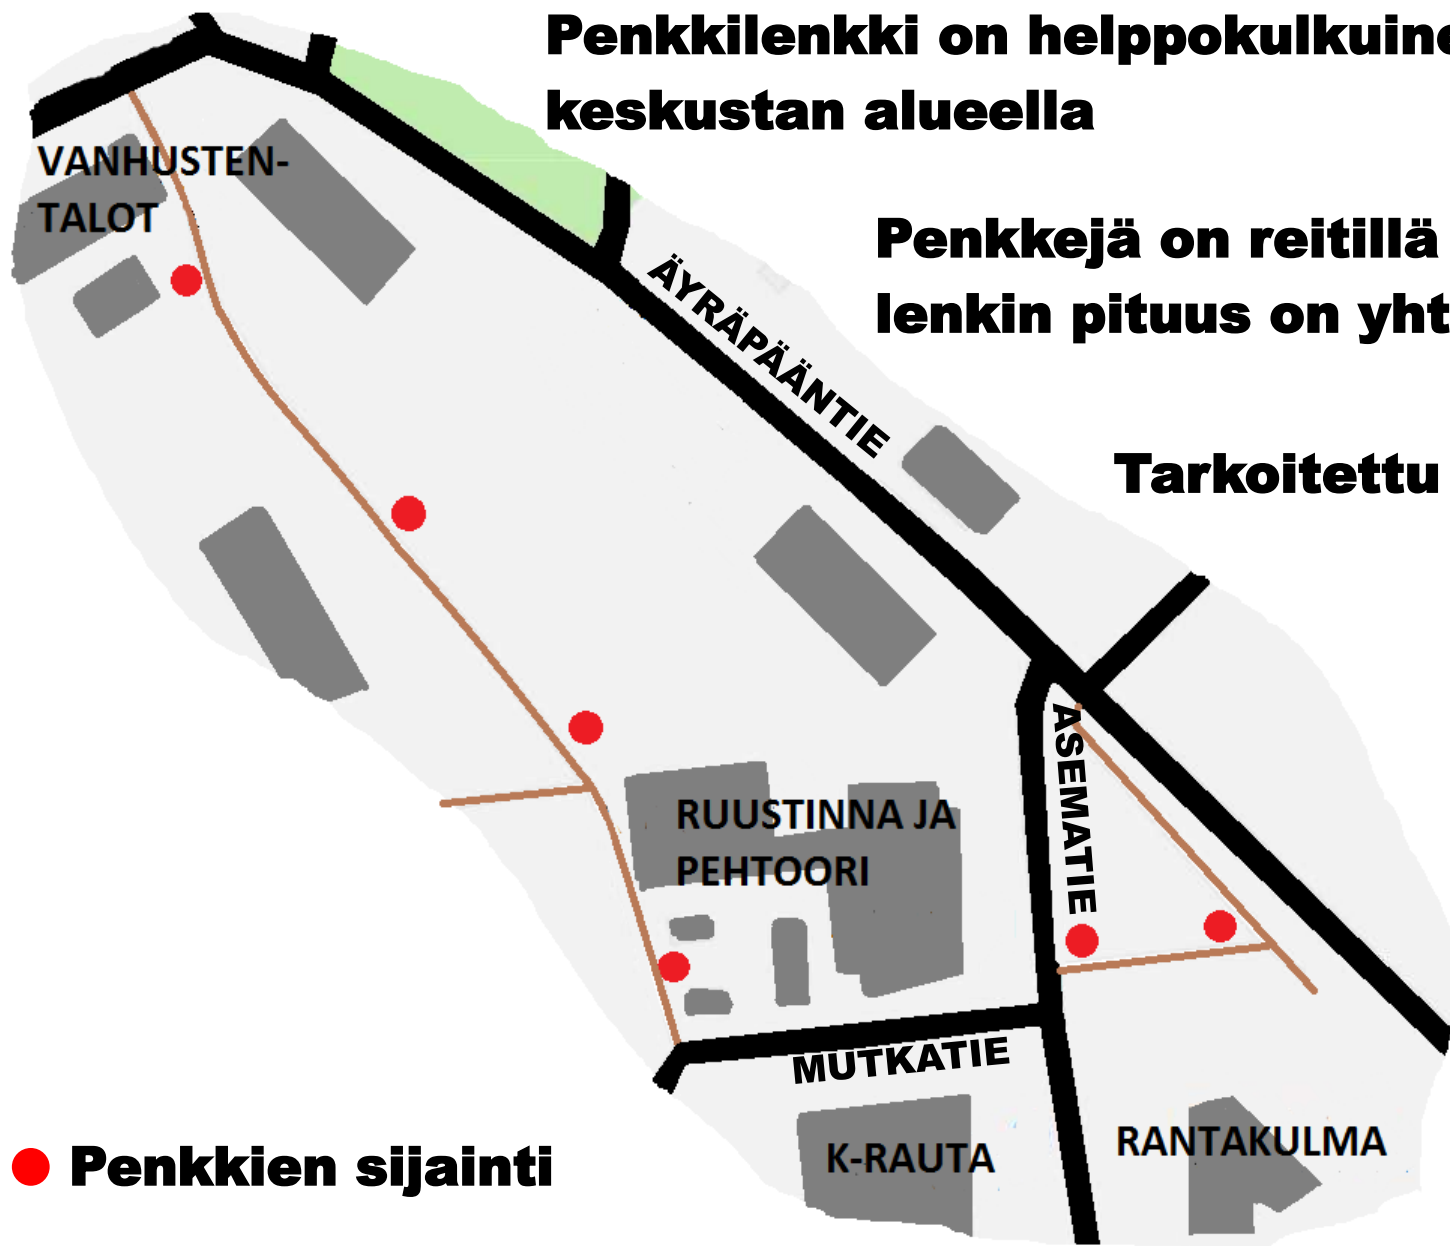 Penkkilenkki on helppokulkuine
keskustan alueella
VANHUSTEN-
TALOT
Penkkejä on reitillä
lenkin pituus on yht
ÄYRÄPÄÄNTIE
Tarkoitettu
ASEMATIE
RUUSTINNA JA
PEHTOORI
MUTKATIE
K-RAUTA
RANTAKULMA
Penkkien sijainti